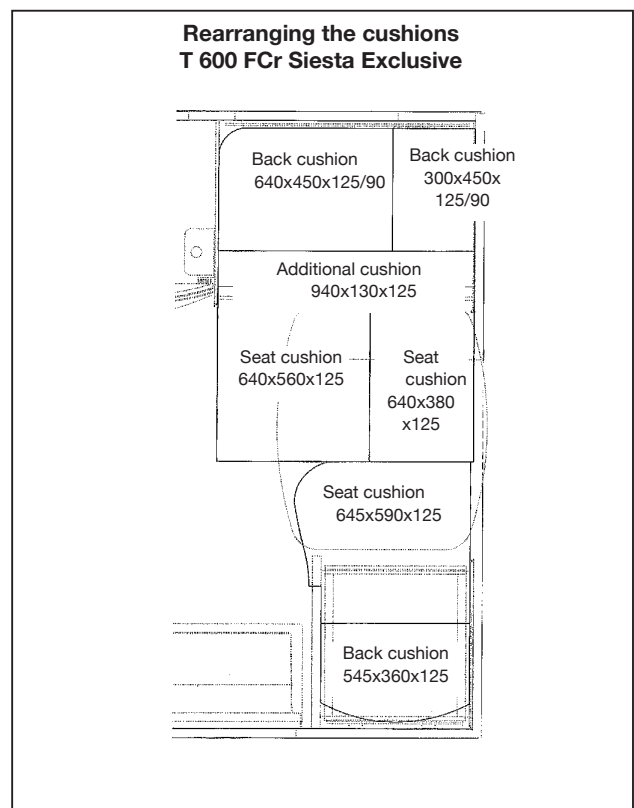 Rearranging the cushions
T 600 FCr Siesta Exclusive
Back cushion
640x450x125/90
Back cushion
300x450x
125/90
Additional cushion
940x130x125
Seat cushion
640x560x125
Seat
cushion
640x380
x125
Seat cushion
645x590x125
Back cushion
545x360x125